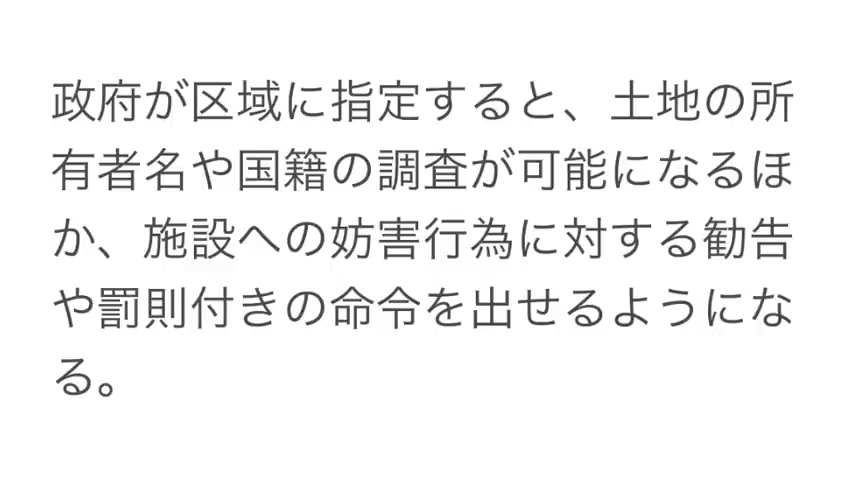 政府が区域に指定すると、土地の所
有者名や国籍の調査が可能になるほ
か、施設への妨害行為に対する勧告
や罰則付きの命令を出せるようにな
る。